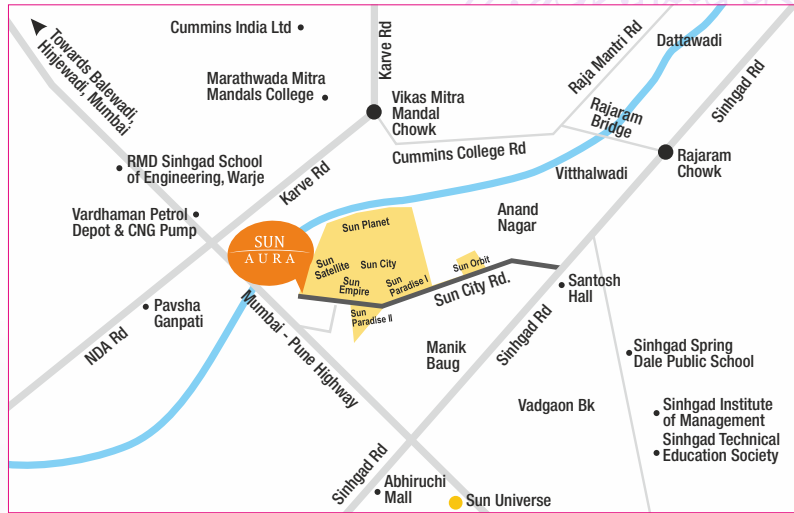 Cummins India Ltd
Karve Rd
Raja Mantri Rd
Dattawadi
Sinhgad Rd
Towards Balewadi,
Hinjewadi, Mumbai
Marathwada Mitra
Mandals College
Vikas Mitra
Mandal
Chowk
Rajaram
Bridge
Cummins College Rd
Rajaram
Chowk
RMD Sinhgad School
of Engineering, Warje
Karve Rd
Vitthalwadi
Vardhaman Petrol
Depot & CNG Pump
Anand
Nagar
SUN
AURA
Sun Planet
Sun
Satellite
Sun City
Sun
Empire
Sun
Paradise I
Sun Orbit
Sun City Rd.
Santosh
Hall
Pavsha
Ganpati
NDA Rd
Mumbai - Pune Highway
Sun
Paradise II
Manik
Baug
Sinhgad Rd
Sinhgad Spring
Dale Public School
Vadgaon Bk
Sinhgad Institute
of Management
Sinhgad Technical
Education Society
Sinhgad Rd
Abhiruchi
Mall
Sun Universe